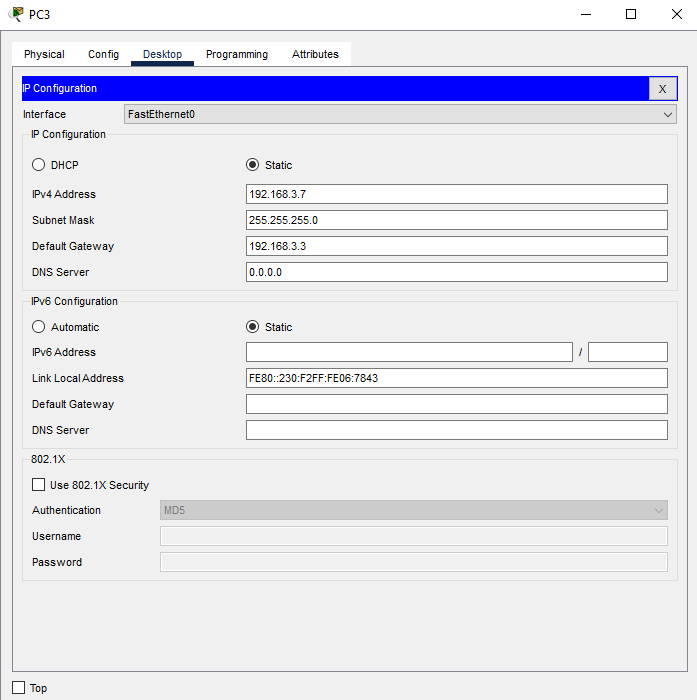 PC3
Physical Config Desktop Programming Attributes
IP Configuration X
Interface FastEthernet0
IP Configuration
DHCP Static
IPv4 Address 192.168.3.7
Subnet Mask 255.255.255.0
Default Gateway 192.168.3.3
DNS Server 0.0.0.0
IPv6 Configuration
Automatic Static
IPv6 Address /
Link Local Address FE80::230:F2FF:FE06:7843
Default Gateway
DNS Server
802.1X
Use 802.1X Security
Authentication MD5
Username
Password
Top